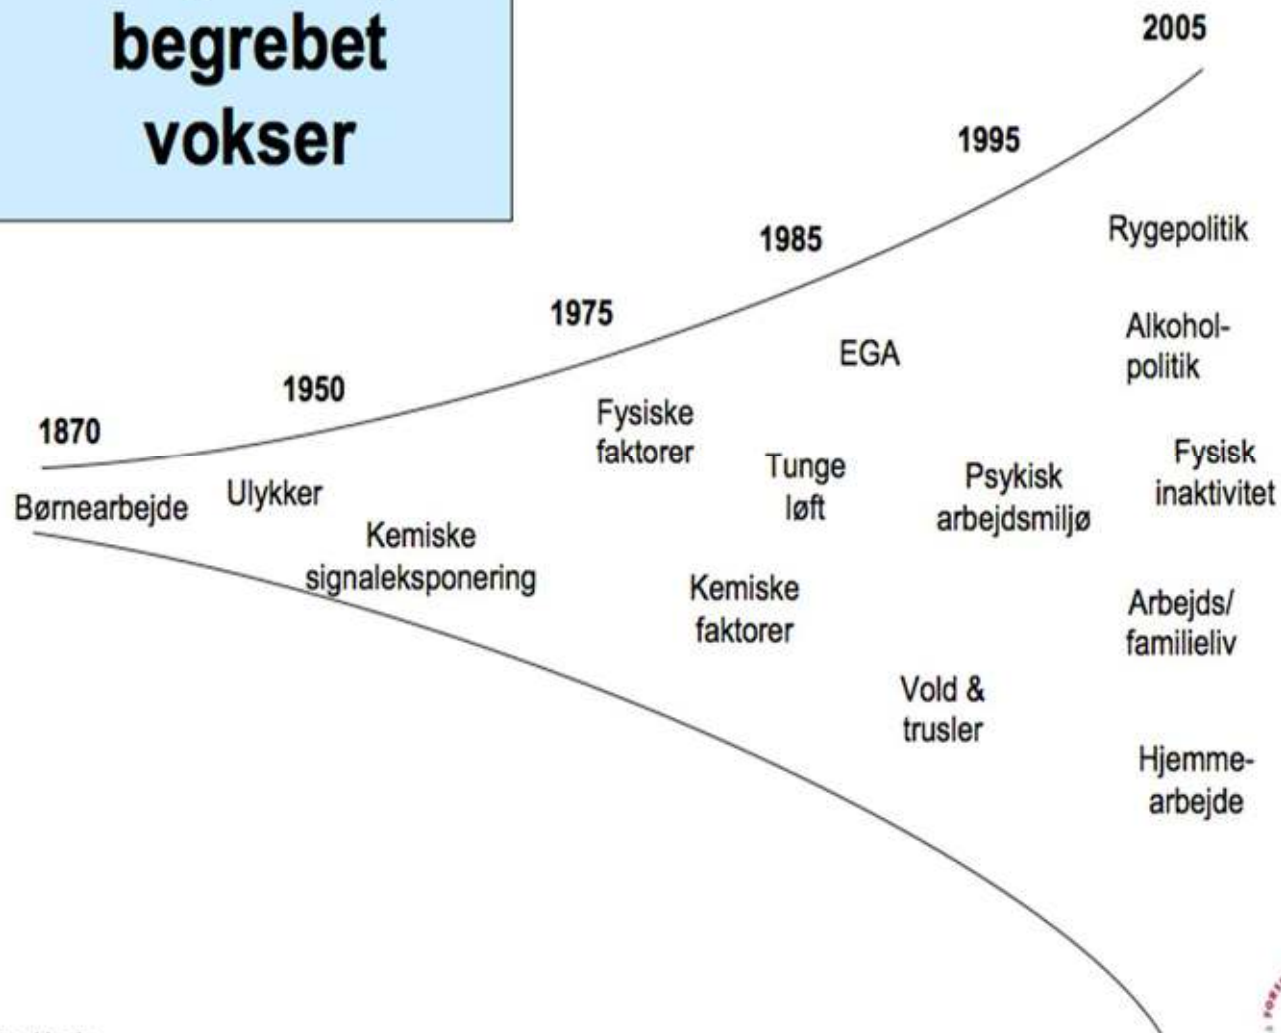 begrebet
vokser
2005
1995
1985
1975
1950
1870
Rygepolitik
Alkohol-
politik
EGA
Fysiske
faktorer
Tunge
løft
Psykisk
arbejdsmiljø
Fysisk
inaktivitet
Børnearbejde
Ulykker
Kemiske
signaleksponering
Kemiske
faktorer
Arbejds/
familieliv
Vold &
trusler
Hjemme-
arbejde